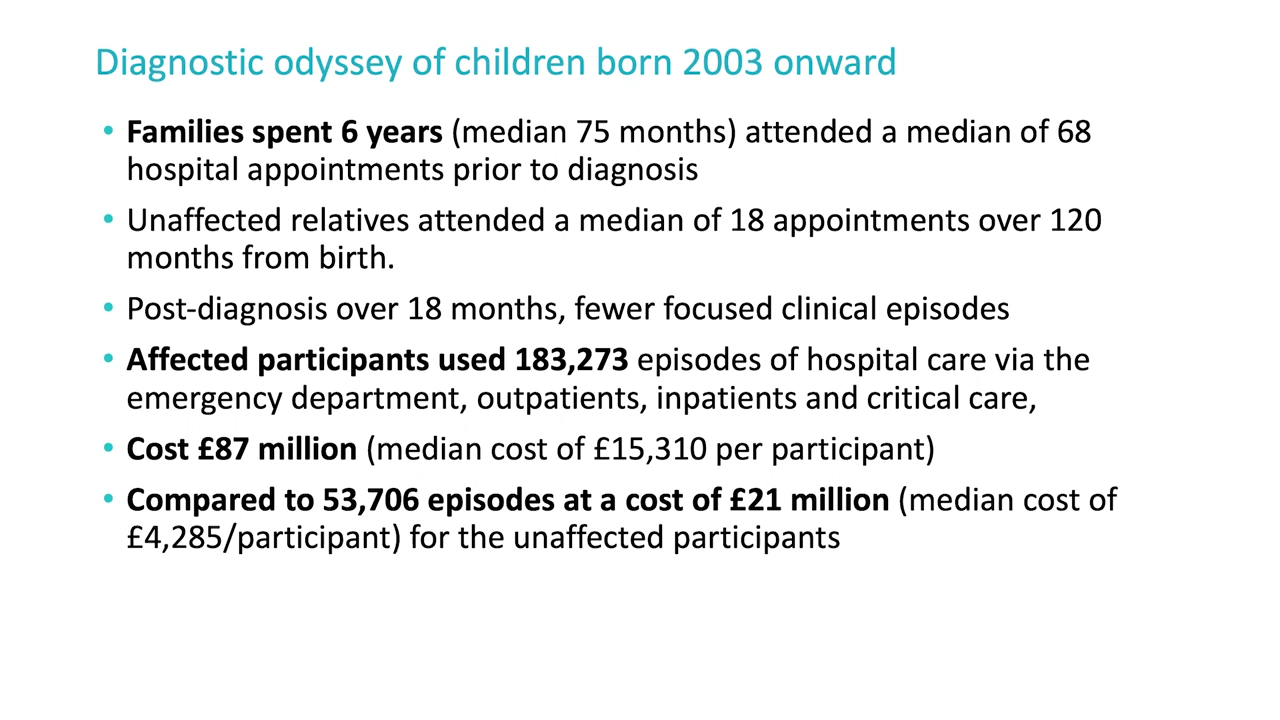 Diagnostic odyssey of children born 2003 onward
• Families spent 6 years (median 75 months) attended a median of 68
hospital appointments prior to diagnosis
• Unaffected relatives attended a median of 18 appointments over 120
months from birth.
• Post-diagnosis over 18 months, fewer focused clinical episodes
• Affected participants used 183,273 episodes of hospital care via the
emergency department, outpatients, inpatients and critical care,
• Cost £87 million (median cost of £15,310 per participant)
• Compared to 53,706 episodes at a cost of £21 million (median cost of
£4,285/participant) for the unaffected participants